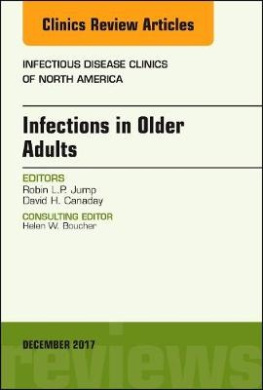 Clinics Review Articles
INFECTIOUS DISEASE CLINICS
OF NORTH AMERICA
Infections in Older
Adults
EDITORS
Robin L.P. Jump
David H. Canaday
CONSULTING EDITOR
Helen W. Boucher
DECEMBER 2017
reviews